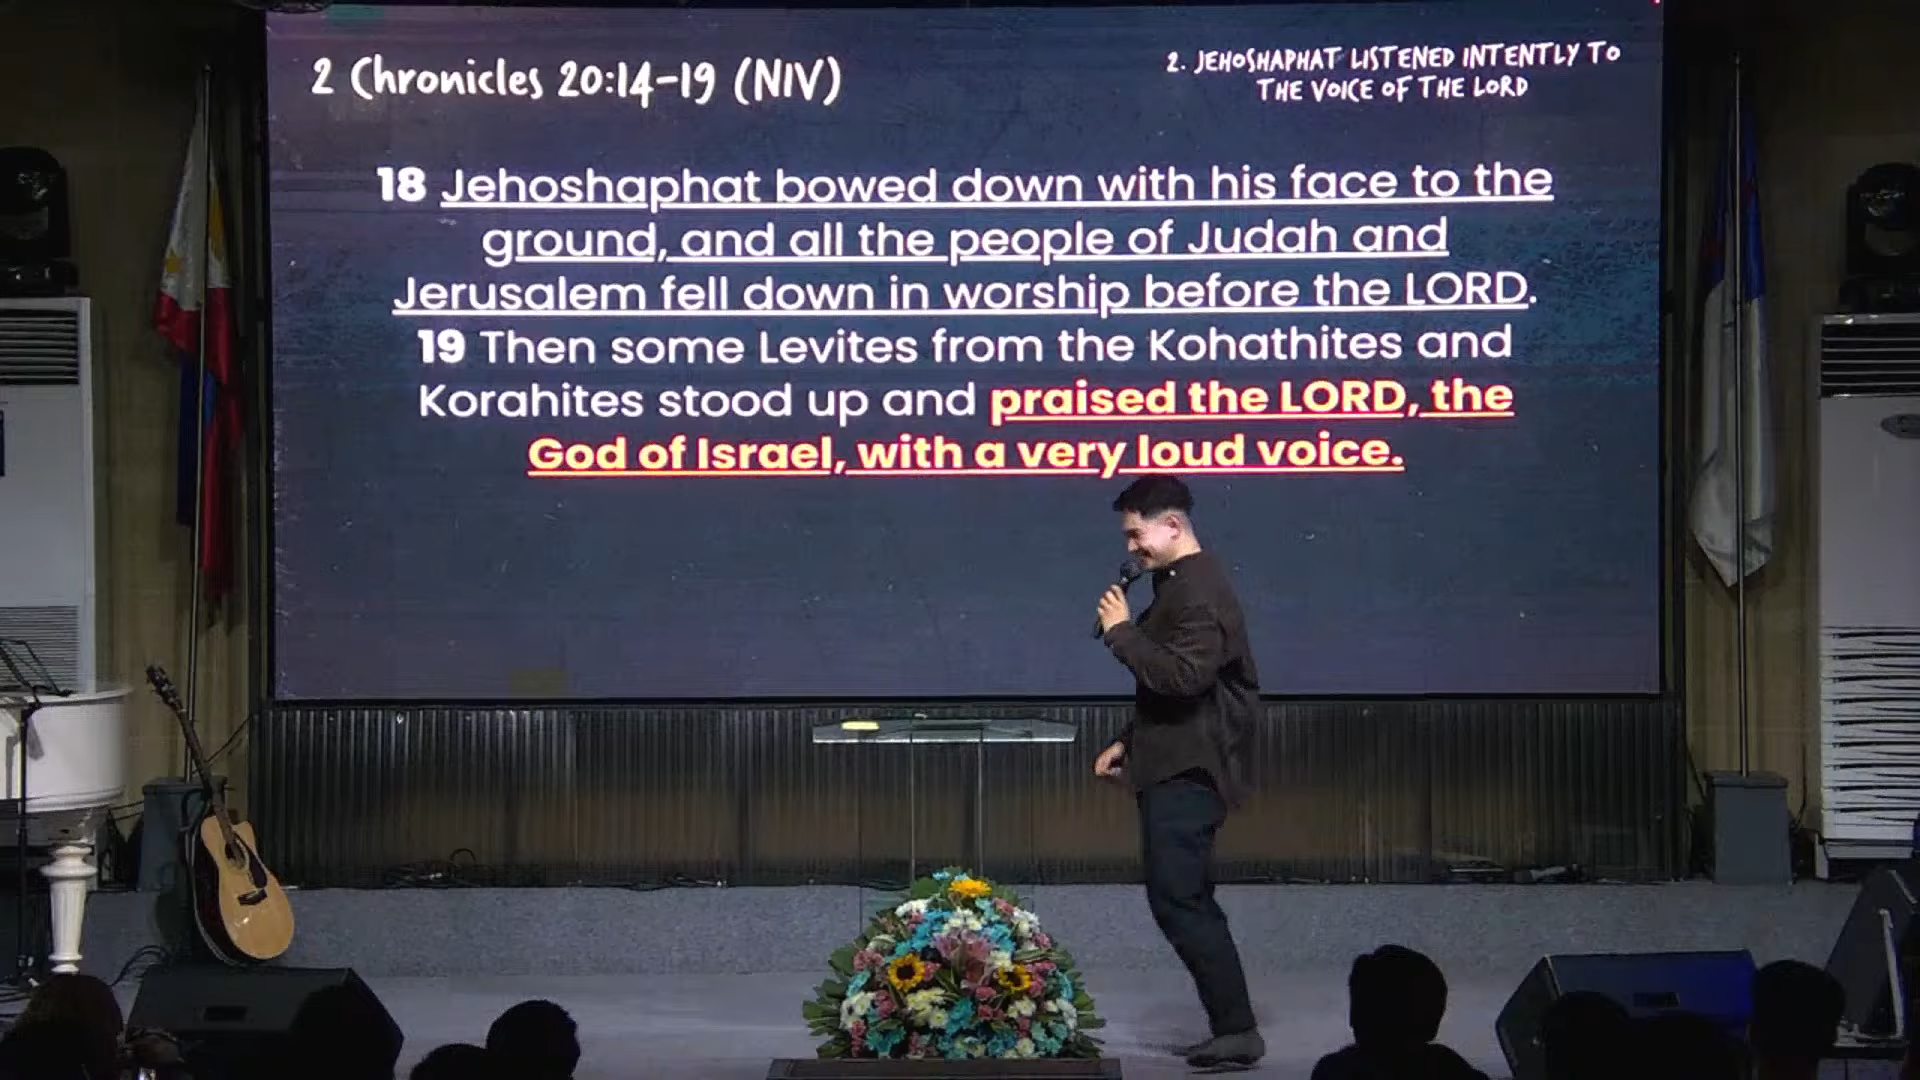 2 Chronicles 20:14-19 (NIV)
2. JEHOSHAPHAT LISTENED INTENTLY TO
THE VOICE OF THE LORD
18 Jehoshaphat bowed down with his face to the
ground, and all the people of Judah and
Jerusalem fell down in worship before the LORD.
19 Then some Levites from the Kohathites and
Korahites stood up and praised the LORD, the
God of Israel, with a very loud voice.